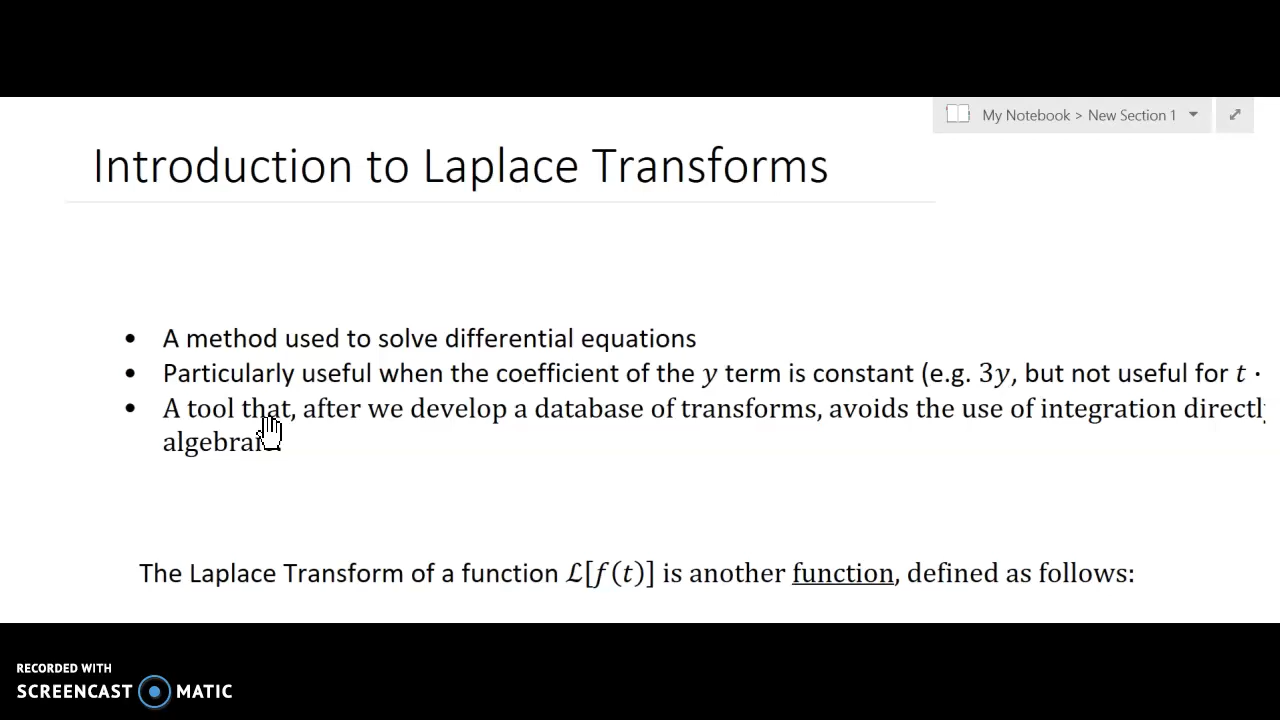 My Notebook > New Section 1
Introduction to Laplace Transforms
• A method used to solve differential equations
• Particularly useful when the coefficient of the y term is constant (e.g. 3y, but not useful for t ·
• A tool that, after we develop a database of transforms, avoids the use of integration directly
The Laplace Transform of a function ℒ[f(t)] is another function, defined as follows:
RECORDED WITH
SCREENCAST MATIC